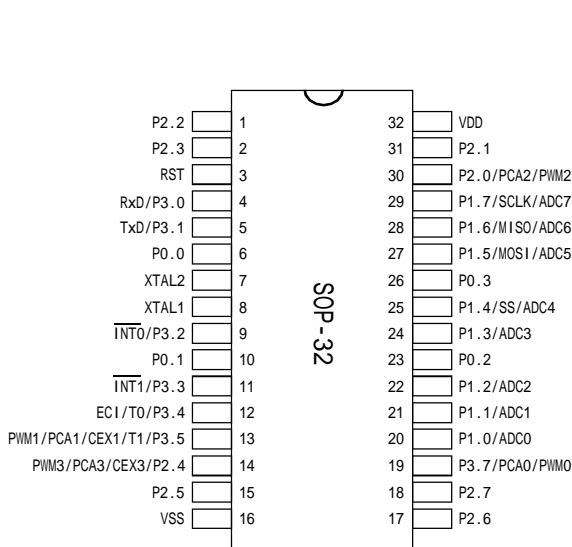 P2.2 1 32 VDD
P2.3 2 31 P2.1
RST 3 30 P2.0/PCA2/PWM2
RxD/P3.0 4 29 P1.7/SCLK/ADC7
TxD/P3.1 5 28 P1.6/MISO/ADC6
P0.0 6 27 P1.5/MOSI/ADC5
XTAL2 7 26 P0.3
XTAL1 8 25 P1.4/SS/ADC4
I̅N̅T̅0/P3.2 9 24 P1.3/ADC3
P0.1 10 23 P0.2
I̅N̅T̅1/P3.3 11 22 P1.2/ADC2
ECI/T0/P3.4 12 21 P1.1/ADC1
PWM1/PCA1/CEX1/T1/P3.5 13 20 P1.0/ADC0
PWM3/PCA3/CEX3/P2.4 14 19 P3.7/PCA0/PWM0
P2.5 15 18 P2.7
VSS 16 17 P2.6
SOP-32